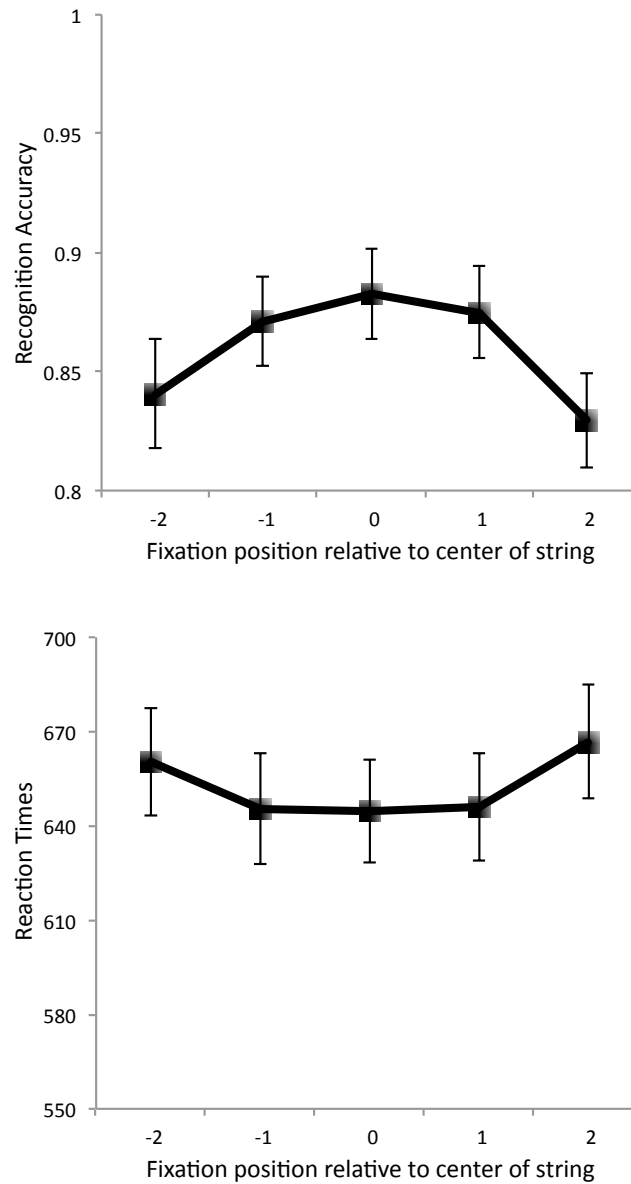 1
0.95
0.9
0.85
0.8
Recognition Accuracy
-2 -1 0 1 2
Fixation position relative to center of string
700
670
640
610
580
550
Reaction Times
-2 -1 0 1 2
Fixation position relative to center of string